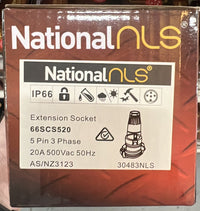 NationalNLS
NationalNLS®
IP66
Extension Socket
66SCS520
5 Pin 3 Phase
20A 500Vac 50Hz
AS/NZ3123
30483NLS